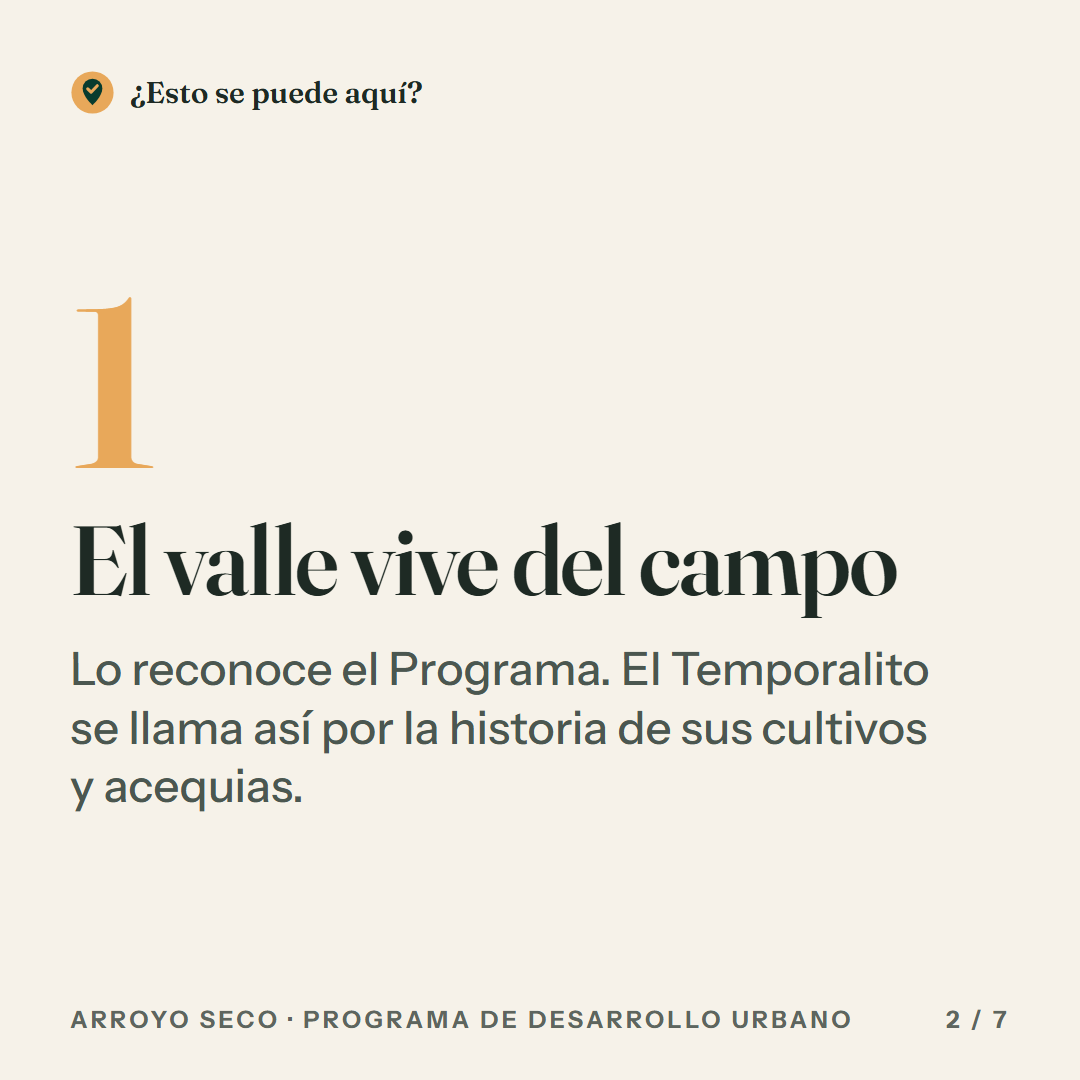 ¿Esto se puede aquí?
1
El valle vive del campo
Lo reconoce el Programa. El Temporalito
se llama así por la historia de sus cultivos
y acequias.
ARROYO SECO · PROGRAMA DE DESARROLLO URBANO 2 / 7